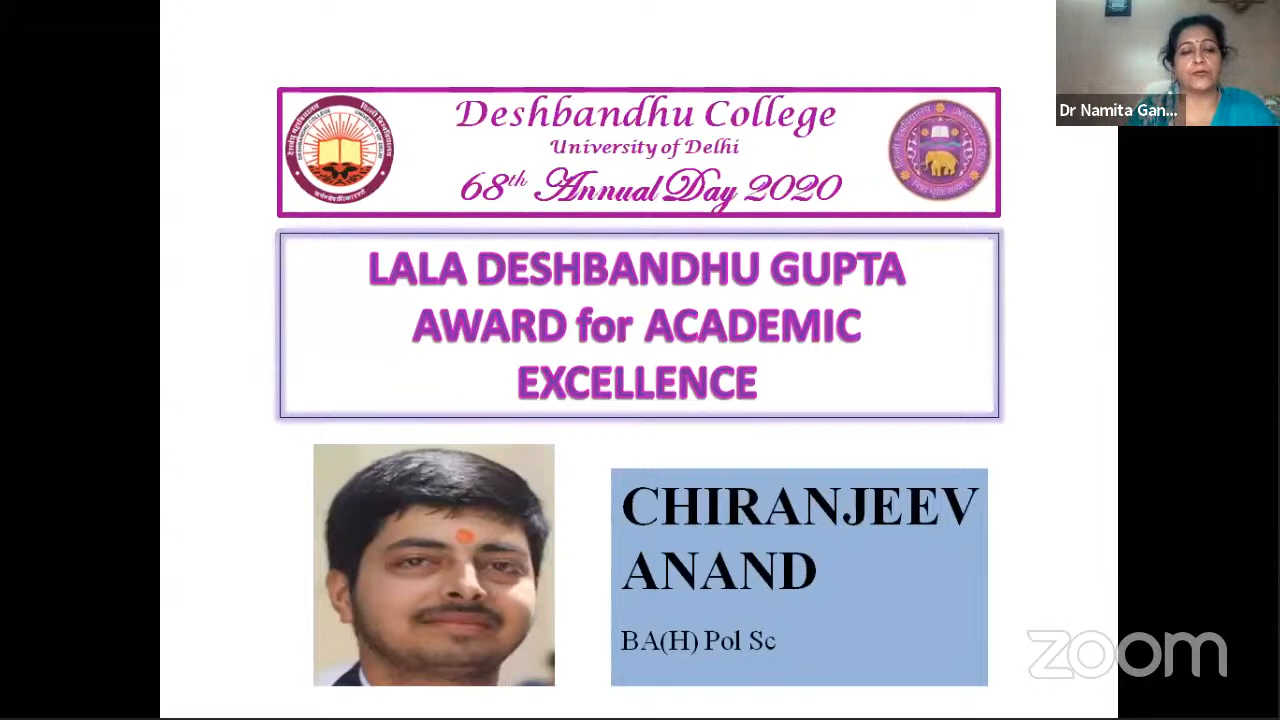 Deshbandhu College
University of Delhi
68th Annual Day 2020
LALA DESHBANDHU GUPTA
AWARD for ACADEMIC
EXCELLENCE
CHIRANJEEV
ANAND
BA(H) Pol Sc
Dr Namita Gan...
zoom